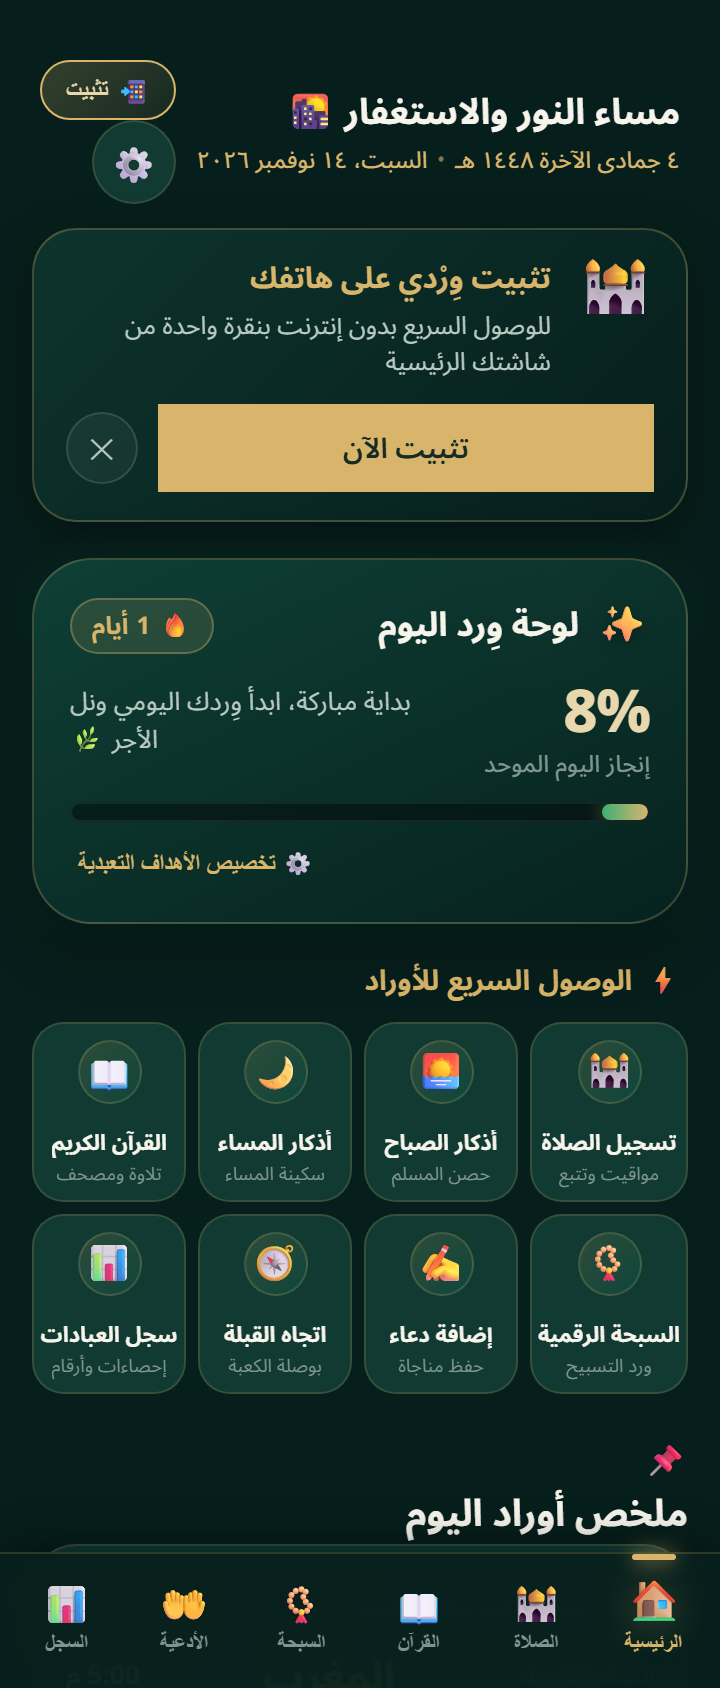 مساء النور والاستغفار
تثبيت
٤ جمادى الآخرة ١٤٤٨ هـ • السبت، ١٤ نوفمبر ٢٠٢٦
تثبيت وِرْدي على هاتفك
للوصول السريع بدون إنترنت بنقرة واحدة من
شاشتك الرئيسية
تثبيت الآن
لوحة وِرد اليوم
1 أيام
8%
إنجاز اليوم الموحد
بداية مباركة، ابدأ وِردك اليومي ونل
الأجر
تخصيص الأهداف التعبدية
الوصول السريع للأوراد
تسجيل الصلاة
مواقيت وتتبع
أذكار الصباح
حصن المسلم
أذكار المساء
سكينة المساء
القرآن الكريم
تلاوة ومصحف
السبحة الرقمية
ورد التسبيح
إضافة دعاء
حفظ مناجاة
اتجاه القبلة
بوصلة الكعبة
سجل العبادات
إحصاءات وأرقام
ملخص أوراد اليوم
الرئيسية
الصلاة
القرآن
السبحة
الأدعية
السجل
المغرب
5:00 م